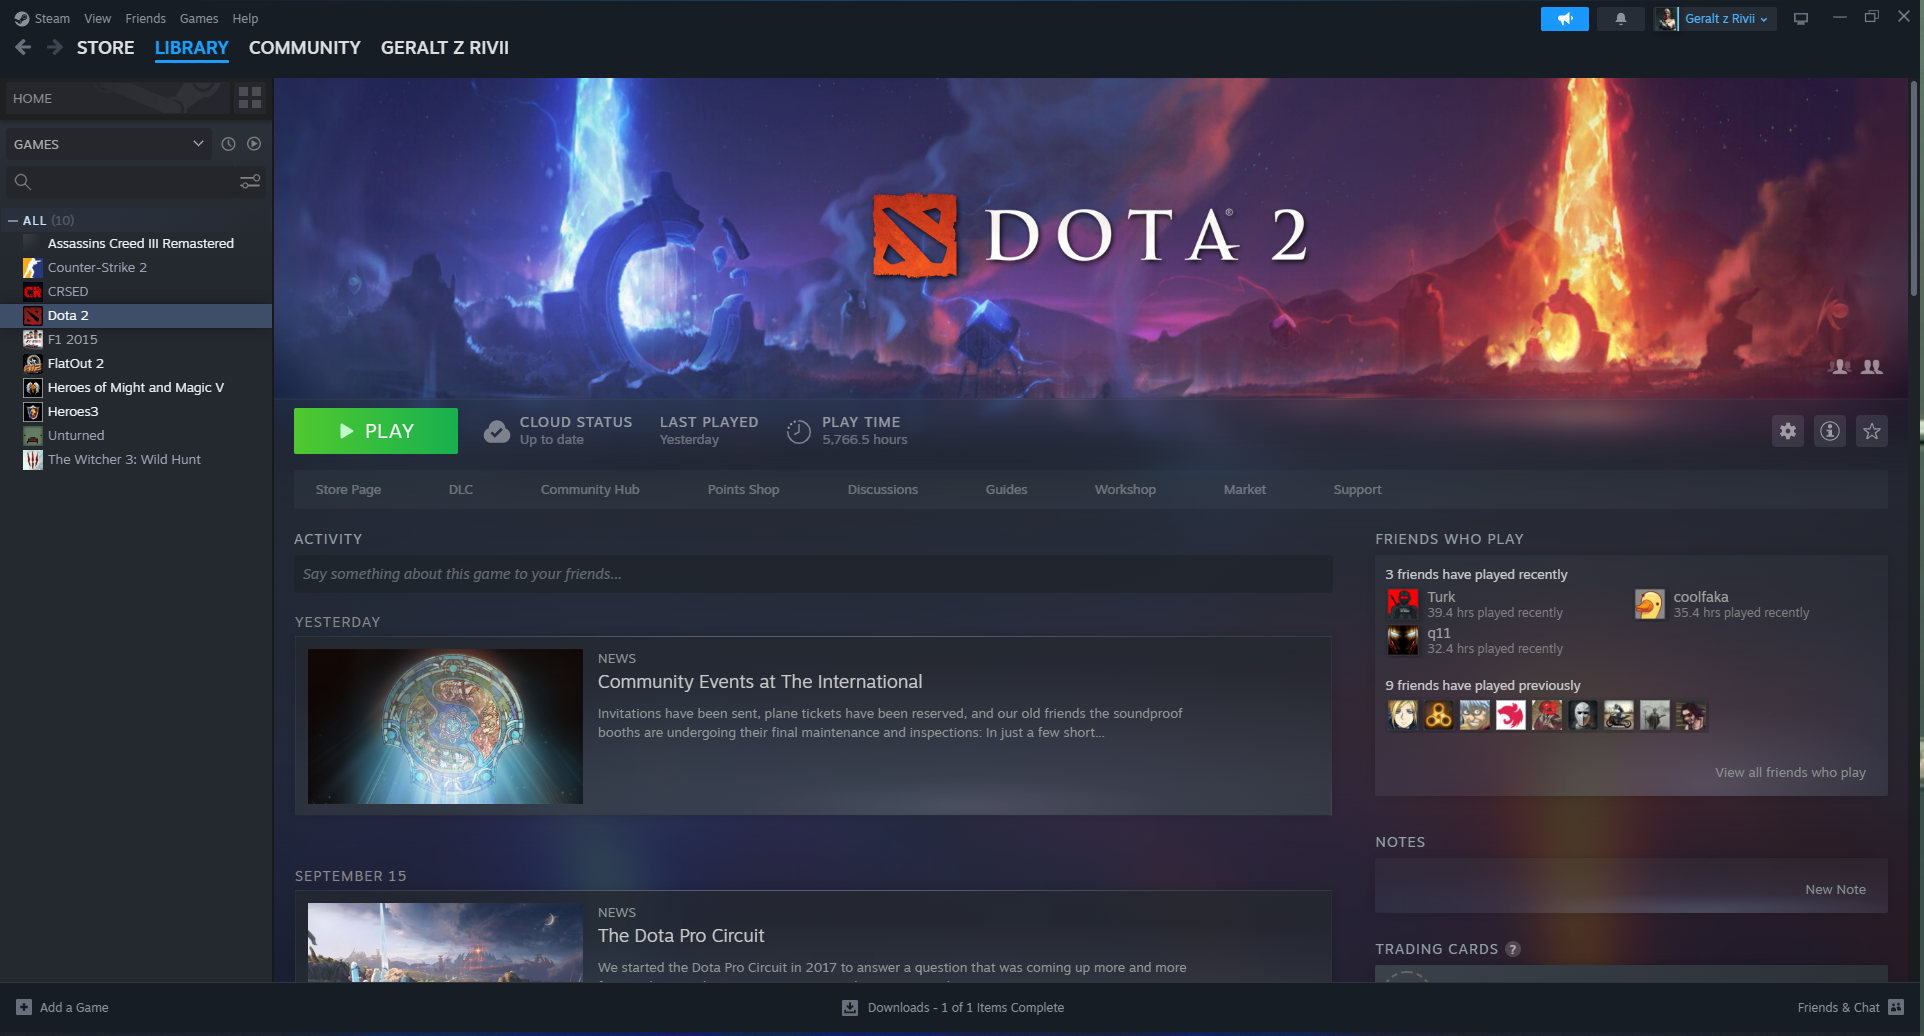 Steam View Friends Games Help
Geralt z Rivii
STORE LIBRARY COMMUNITY GERALT Z RIVII
HOME
GAMES
ALL (10)
Assassins Creed III Remastered
Counter-Strike 2
CR CRSED
Dota 2
F1 2015
FlatOut 2
Heroes of Might and Magic V
Heroes3
Unturned
The Witcher 3: Wild Hunt
DOTA® 2
PLAY
CLOUD STATUS
Up to date
LAST PLAYED
Yesterday
PLAY TIME
5,766.5 hours
Store Page DLC Community Hub Points Shop Discussions Guides Workshop Market Support
ACTIVITY
Say something about this game to your friends...
YESTERDAY
NEWS
Community Events at The International
Invitations have been sent, plane tickets have been reserved, and our old friends the soundproof
booths are undergoing their final maintenance and inspections: In just a few short...
SEPTEMBER 15
NEWS
The Dota Pro Circuit
We started the Dota Pro Circuit in 2017 to answer a question that was coming up more and more
FRIENDS WHO PLAY
3 friends have played recently
Turk
39.4 hrs played recently
coolfaka
35.4 hrs played recently
q11
32.4 hrs played recently
9 friends have played previously
View all friends who play
NOTES
New Note
TRADING CARDS ?
Add a Game
Downloads - 1 of 1 Items Complete
Friends & Chat